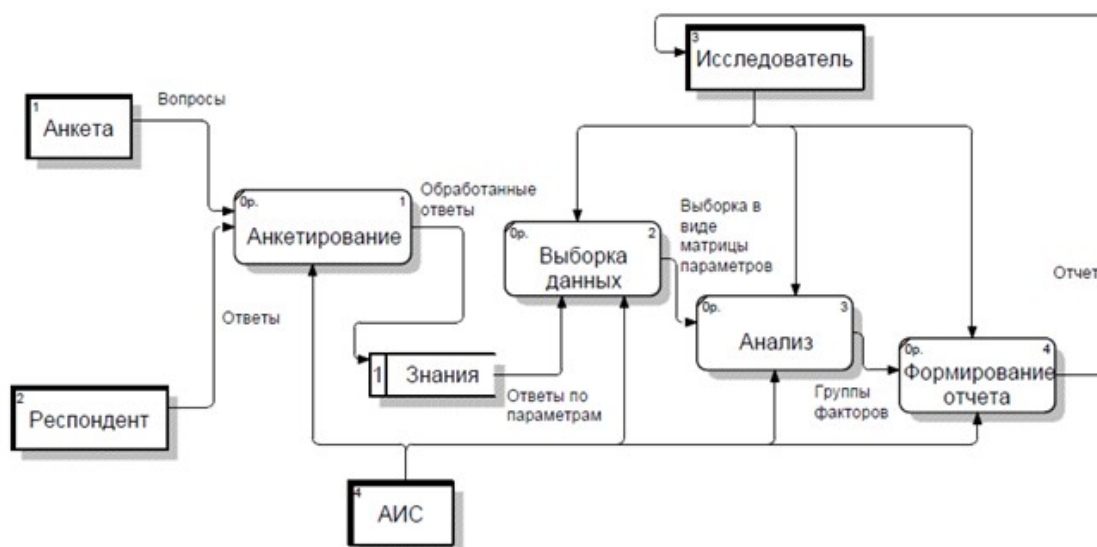 3
Исследователь
1
Анкета
Вопросы
0р.
1
Анкетирование
Обработанные
ответы
0р.
2
Выборка
данных
Выборка в
виде
матрицы
параметров
Отчет
0р.
3
Анализ
0р.
4
Формирование
отчета
Ответы
1
Знания
Ответы по
параметрам
Группы
факторов
2
Респондент
4
АИС